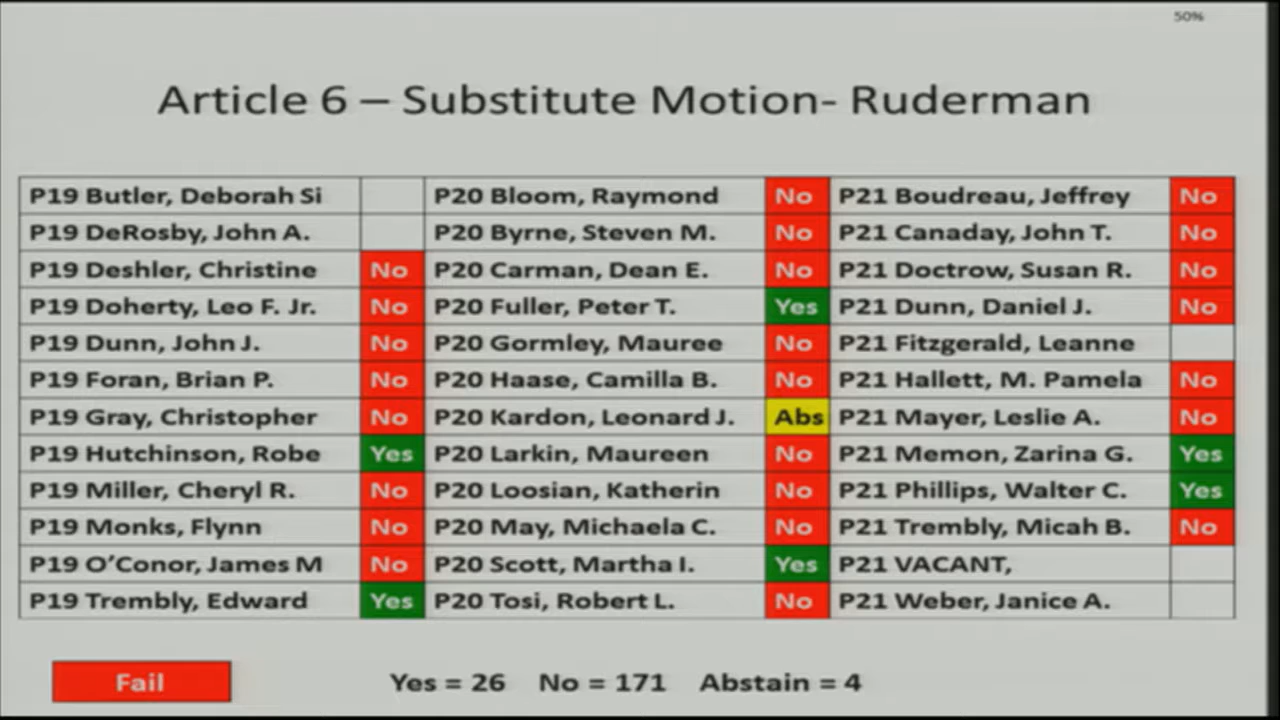 50%
Article 6 – Substitute Motion- Ruderman
P19 Butler, Deborah Si P20 Bloom, Raymond No P21 Boudreau, Jeffrey No
P19 DeRosby, John A. P20 Byrne, Steven M. No P21 Canaday, John T. No
P19 Deshler, Christine No P20 Carman, Dean E. No P21 Doctrow, Susan R. No
P19 Doherty, Leo F. Jr. No P20 Fuller, Peter T. Yes P21 Dunn, Daniel J. No
P19 Dunn, John J. No P20 Gormley, Mauree No P21 Fitzgerald, Leanne
P19 Foran, Brian P. No P20 Haase, Camilla B. No P21 Hallett, M. Pamela No
P19 Gray, Christopher No P20 Kardon, Leonard J. Abs P21 Mayer, Leslie A. No
P19 Hutchinson, Robe Yes P20 Larkin, Maureen No P21 Memon, Zarina G. Yes
P19 Miller, Cheryl R. No P20 Loosian, Katherin No P21 Phillips, Walter C. Yes
P19 Monks, Flynn No P20 May, Michaela C. No P21 Trembly, Micah B. No
P19 O’Conor, James M No P20 Scott, Martha I. Yes P21 VACANT,
P19 Trembly, Edward Yes P20 Tosi, Robert L. No P21 Weber, Janice A.
Fail Yes = 26 No = 171 Abstain = 4